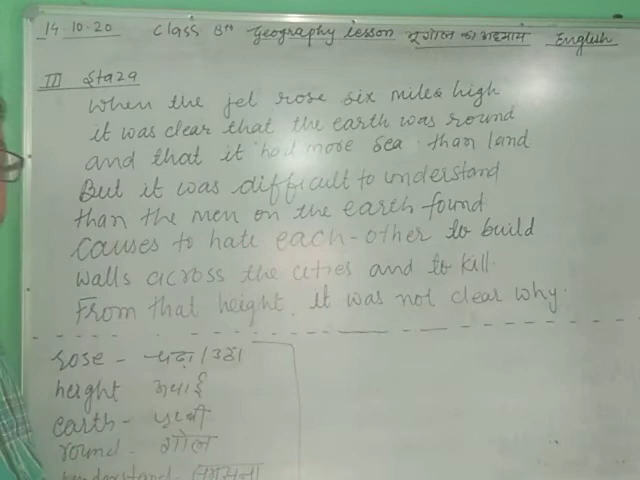 14.10.20 Class 8th Geography lesson भूगोल का अध्याय English
III Staza
When the jet rose six miles high
it was clear that the earth was round
and that it had more sea than land
But it was difficult to understand
than the men on the earth found
Causes to hate each-other to build
walls across the cities and to kill.
From that height, it was not clear why.
rose - चढ़ा/उठा
height
earth - पृथ्वी
round - गोल
understand - समझना